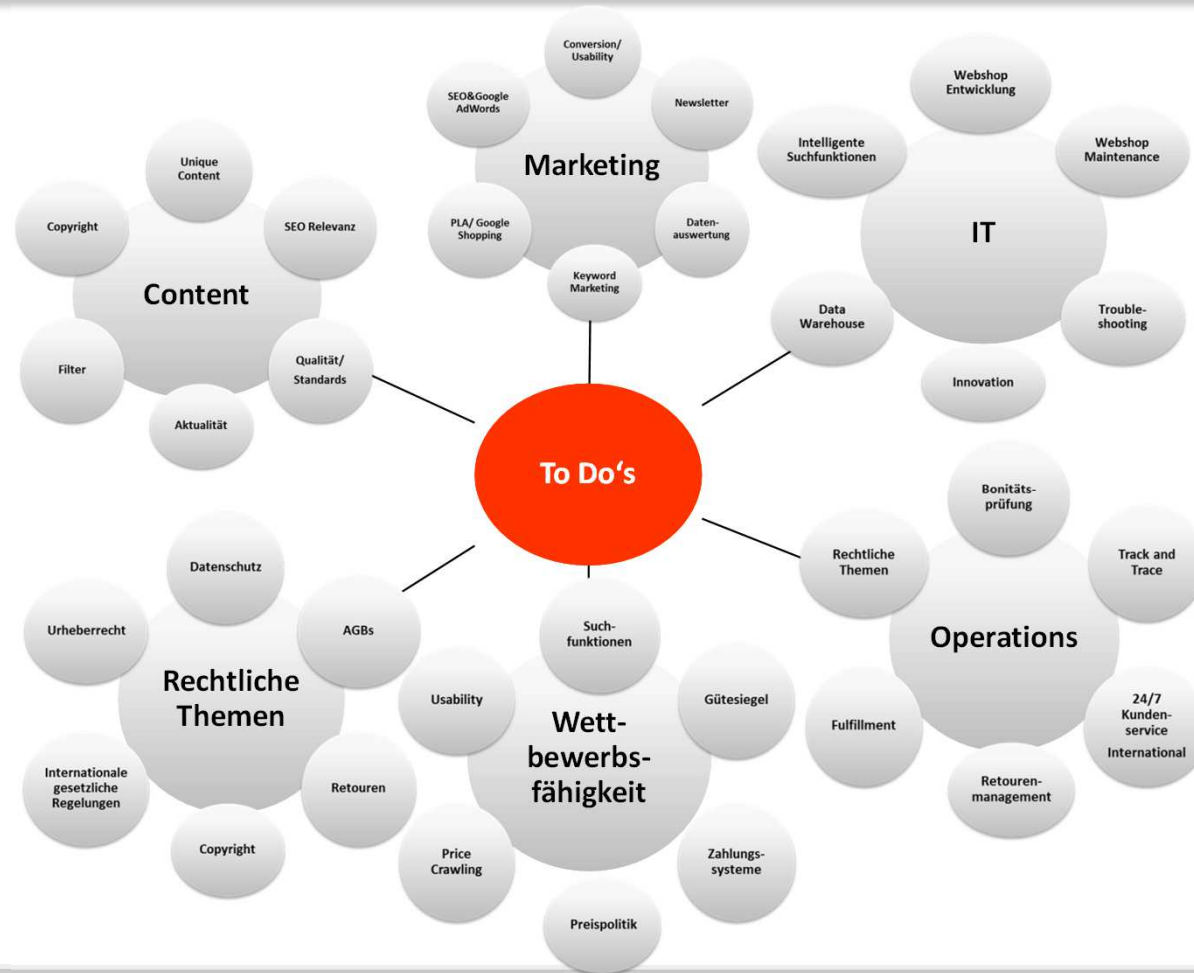 Conversion/
Usability
SEO&Google
AdWords
Newsletter
Marketing
PLA/ Google
Shopping
Daten-
auswertung
Keyword
Marketing
Webshop
Entwicklung
Intelligente
Suchfunktionen
Webshop
Maintenance
IT
Data
Warehouse
Trouble-
shooting
Innovation
Unique
Content
Copyright
SEO Relevanz
Content
Filter
Qualität/
Standards
Aktualität
To Do‘s
Bonitäts-
prüfung
Rechtliche
Themen
Track and
Trace
Operations
Fulfillment
24/7
Kunden-
service
International
Retouren-
management
Datenschutz
Urheberrecht
AGBs
Rechtliche
Themen
Internationale
gesetzliche
Regelungen
Retouren
Copyright
Such-
funktionen
Usability
Gütesiegel
Wett-
bewerbs-
fähigkeit
Price
Crawling
Zahlungs-
systeme
Preispolitik